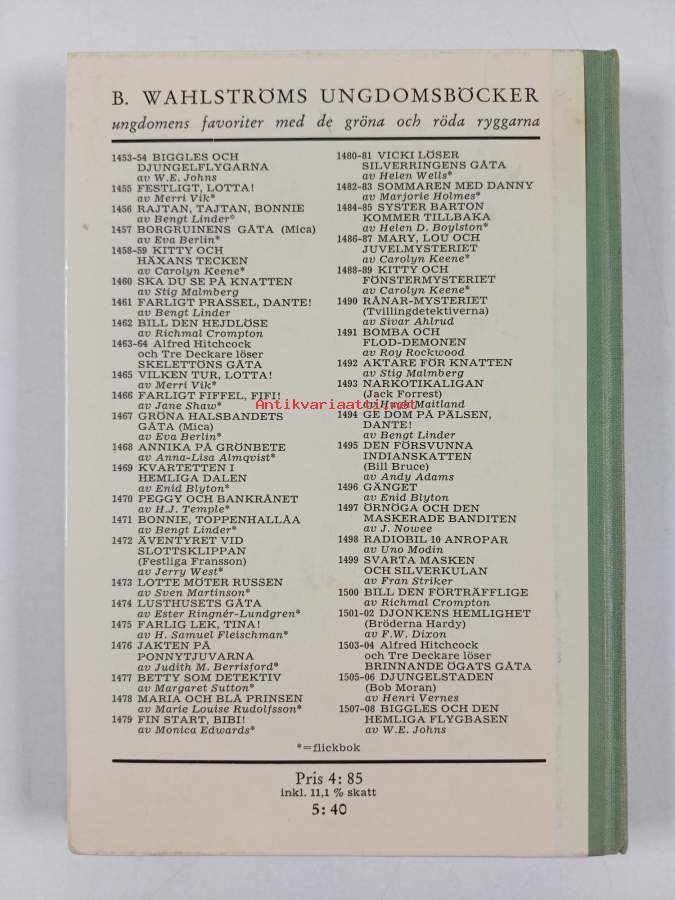 B. WAHLSTRÖMS UNGDOMSBÖCKER
ungdomens favoriter med de gröna och röda ryggarna
1453-54 BIGGLES OCH
DJUNGELFLYGARNA
av W.E. Johns
1455 FESTLIGT, LOTTA!
av Merri Vik*
1456 RAJTAN, TAJTAN, BONNIE
av Bengt Linder*
1457 BORGRUINENS GÅTA (Mica)
av Eva Berlin*
1458-59 KITTY OCH
HÄXANS TECKEN
av Carolyn Keene*
1460 SKA DU SE PÅ KNATTEN
av Stig Malmberg
1461 FARLIGT PRASSEL, DANTE!
av Bengt Linder
1462 BILL DEN HEJDLÖSE
av Richmal Crompton
1463-64 Alfred Hitchcock
och Tre Deckare löser
SKELETTÖNS GÅTA
1465 VILKEN TUR, LOTTA!
av Merri Vik*
1466 FARLIGT FIFFEL, FIFI!
av Jane Shaw*
1467 GRÖNA HALSBANDETS
GÅTA (Mica)
av Eva Berlin*
1468 ANNIKA PÅ GRÖNBETE
av Anna-Lisa Almqvist*
1469 KVARTETTEN I
HEMLIGA DALEN
av Enid Blyton*
1470 PEGGY OCH BANKRÅNET
av H.J. Temple*
1471 BONNIE, TOPPENHALLÅA
av Bengt Linder*
1472 ÄVENTYRET VID
SLOTTSKLIPPAN
(Festliga Fransson)
av Jerry West*
1473 LOTTE MÖTER RUSSEN
av Sven Martinson*
1474 LUSTHUSETS GÅTA
av Ester Ringnér-Lundgren*
1475 FARLIG LEK, TINA!
av H. Samuel Fleischman*
1476 JAKTEN PÅ
PONNYTJUVARNA
av Judith M. Berrisford*
1477 BETTY SOM DETEKTIV
av Margaret Sutton*
1478 MARIA OCH BLÅ PRINSEN
av Marie Louise Rudolfsson*
1479 FIN START, BIBI!
av Monica Edwards*
1480-81 VICKI LÖSER
SILVERRINGENS GÅTA
av Helen Wells*
1482-83 SOMMAREN MED DANNY
av Marjorie Holmes*
1484-85 SYSTER BARTON
KOMMER TILLBAKA
av Helen D. Boylston*
1486-87 MARY, LOU OCH
JUVELMYSTERIET
av Carolyn Keene*
1488-89 KITTY OCH
FÖNSTERMYSTERIET
av Carolyn Keene*
1490 RÅNAR-MYSTERIET
(Tvillingdetektiverna)
av Sivar Ahlrud
1491 BOMBA OCH
FLOD-DEMONEN
av Roy Rockwood
1492 AKTARE FÖR KNATTEN
av Stig Malmberg
1493 NARKOTIKALIGAN
(Jack Forrest)
av Hugh Maitland
1494 GE DOM PÅ PÄLSEN,
DANTE!
av Bengt Linder
1495 DEN FÖRSVUNNA
INDIANSKATTEN
(Bill Bruce)
av Andy Adams
1496 GÄNGET
av Enid Blyton
1497 ÖRNÖGA OCH DEN
MASKERADE BANDITEN
av J. Nowee
1498 RADIOBIL 10 ANROPAR
av Uno Modin
1499 SVARTA MASKEN
OCH SILVERKULAN
av Fran Striker
1500 BILL DEN FÖRTRÄFFLIGE
av Richmal Crompton
1501-02 DJONKENS HEMLIGHET
(Bröderna Hardy)
av F.W. Dixon
1503-04 Alfred Hitchcock
och Tre Deckare löser
BRINNANDE ÖGATS GÅTA
1505-06 DJUNGELSTADEN
(Bob Moran)
av Henri Vernes
1507-08 BIGGLES OCH DEN
HEMLIGA FLYGBASEN
av W.E. Johns
*=flickbok
Pris 4:85
inkl. 11,1 % skatt
5:40
Antikvariaatti.net